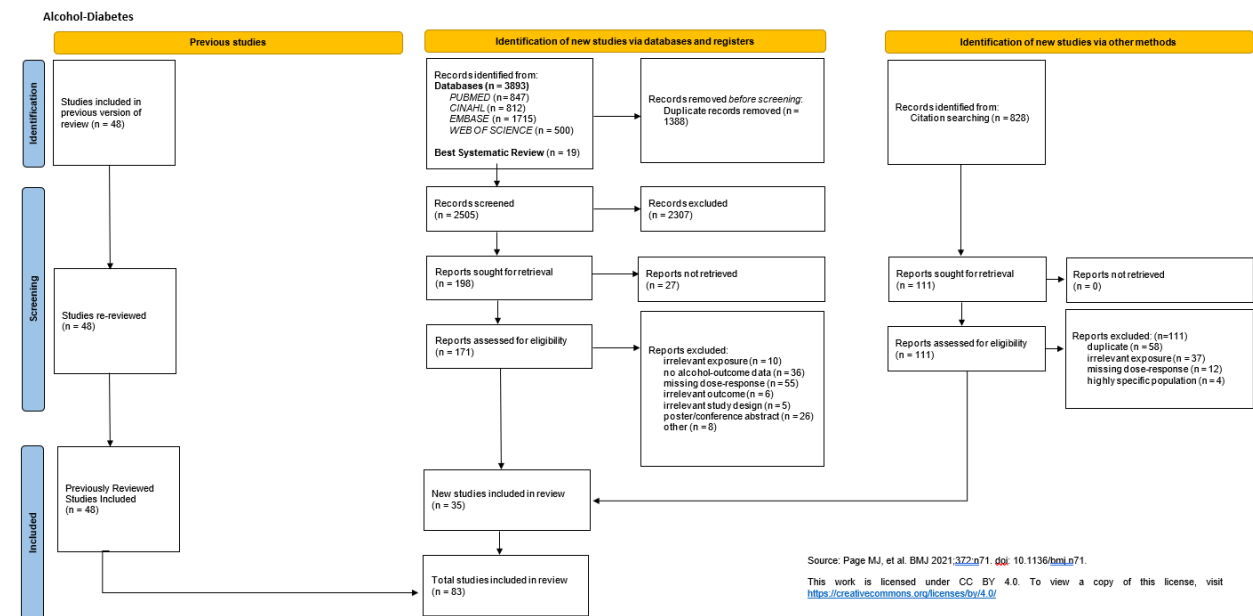 Alcohol-Diabetes
Previous studies
Identification of new studies via databases and registers
Identification of new studies via other methods
Identification
Studies included in
previous version of
review (n = 48)
Records identified from:
Databases (n = 3893)
PUBMED (n = 847)
CINAHL (n = 812)
EMBASE (n = 1715)
WEB OF SCIENCE (n = 500)
Best Systematic Review (n = 19)
Records removed before screening:
Duplicate records removed (n =
1388)
Records identified from:
Citation searching (n = 828)
Screening
Studies re-reviewed
(n = 48)
Records screened
(n = 2505)
Records excluded
(n = 2307)
Reports sought for retrieval
(n = 198)
Reports not retrieved
(n = 27)
Reports sought for retrieval
(n = 111)
Reports not retrieved
(n = 0)
Reports assessed for eligibility
(n = 171)
Reports excluded:
irrelevant exposure (n = 10)
no alcohol-outcome data (n = 36)
missing dose-response (n = 55)
irrelevant outcome (n = 6)
irrelevant study design (n = 5)
poster/conference abstract (n = 26)
other (n = 8)
Reports assessed for eligibility
(n = 111)
Reports excluded: (n=111)
duplicate (n = 58)
irrelevant exposure (n = 37)
missing dose-response (n = 12)
highly specific population (n = 4)
Included
Previously Reviewed
Studies Included
(n = 48)
New studies included in review
(n = 35)
Total studies included in review
(n = 83)
Source: Page MJ, et al. BMJ 2021;372:n71. doi: 10.1136/bmj.n71.
This work is licensed under CC BY 4.0. To view a copy of this license, visit
https://creativecommons.org/licenses/by/4.0/